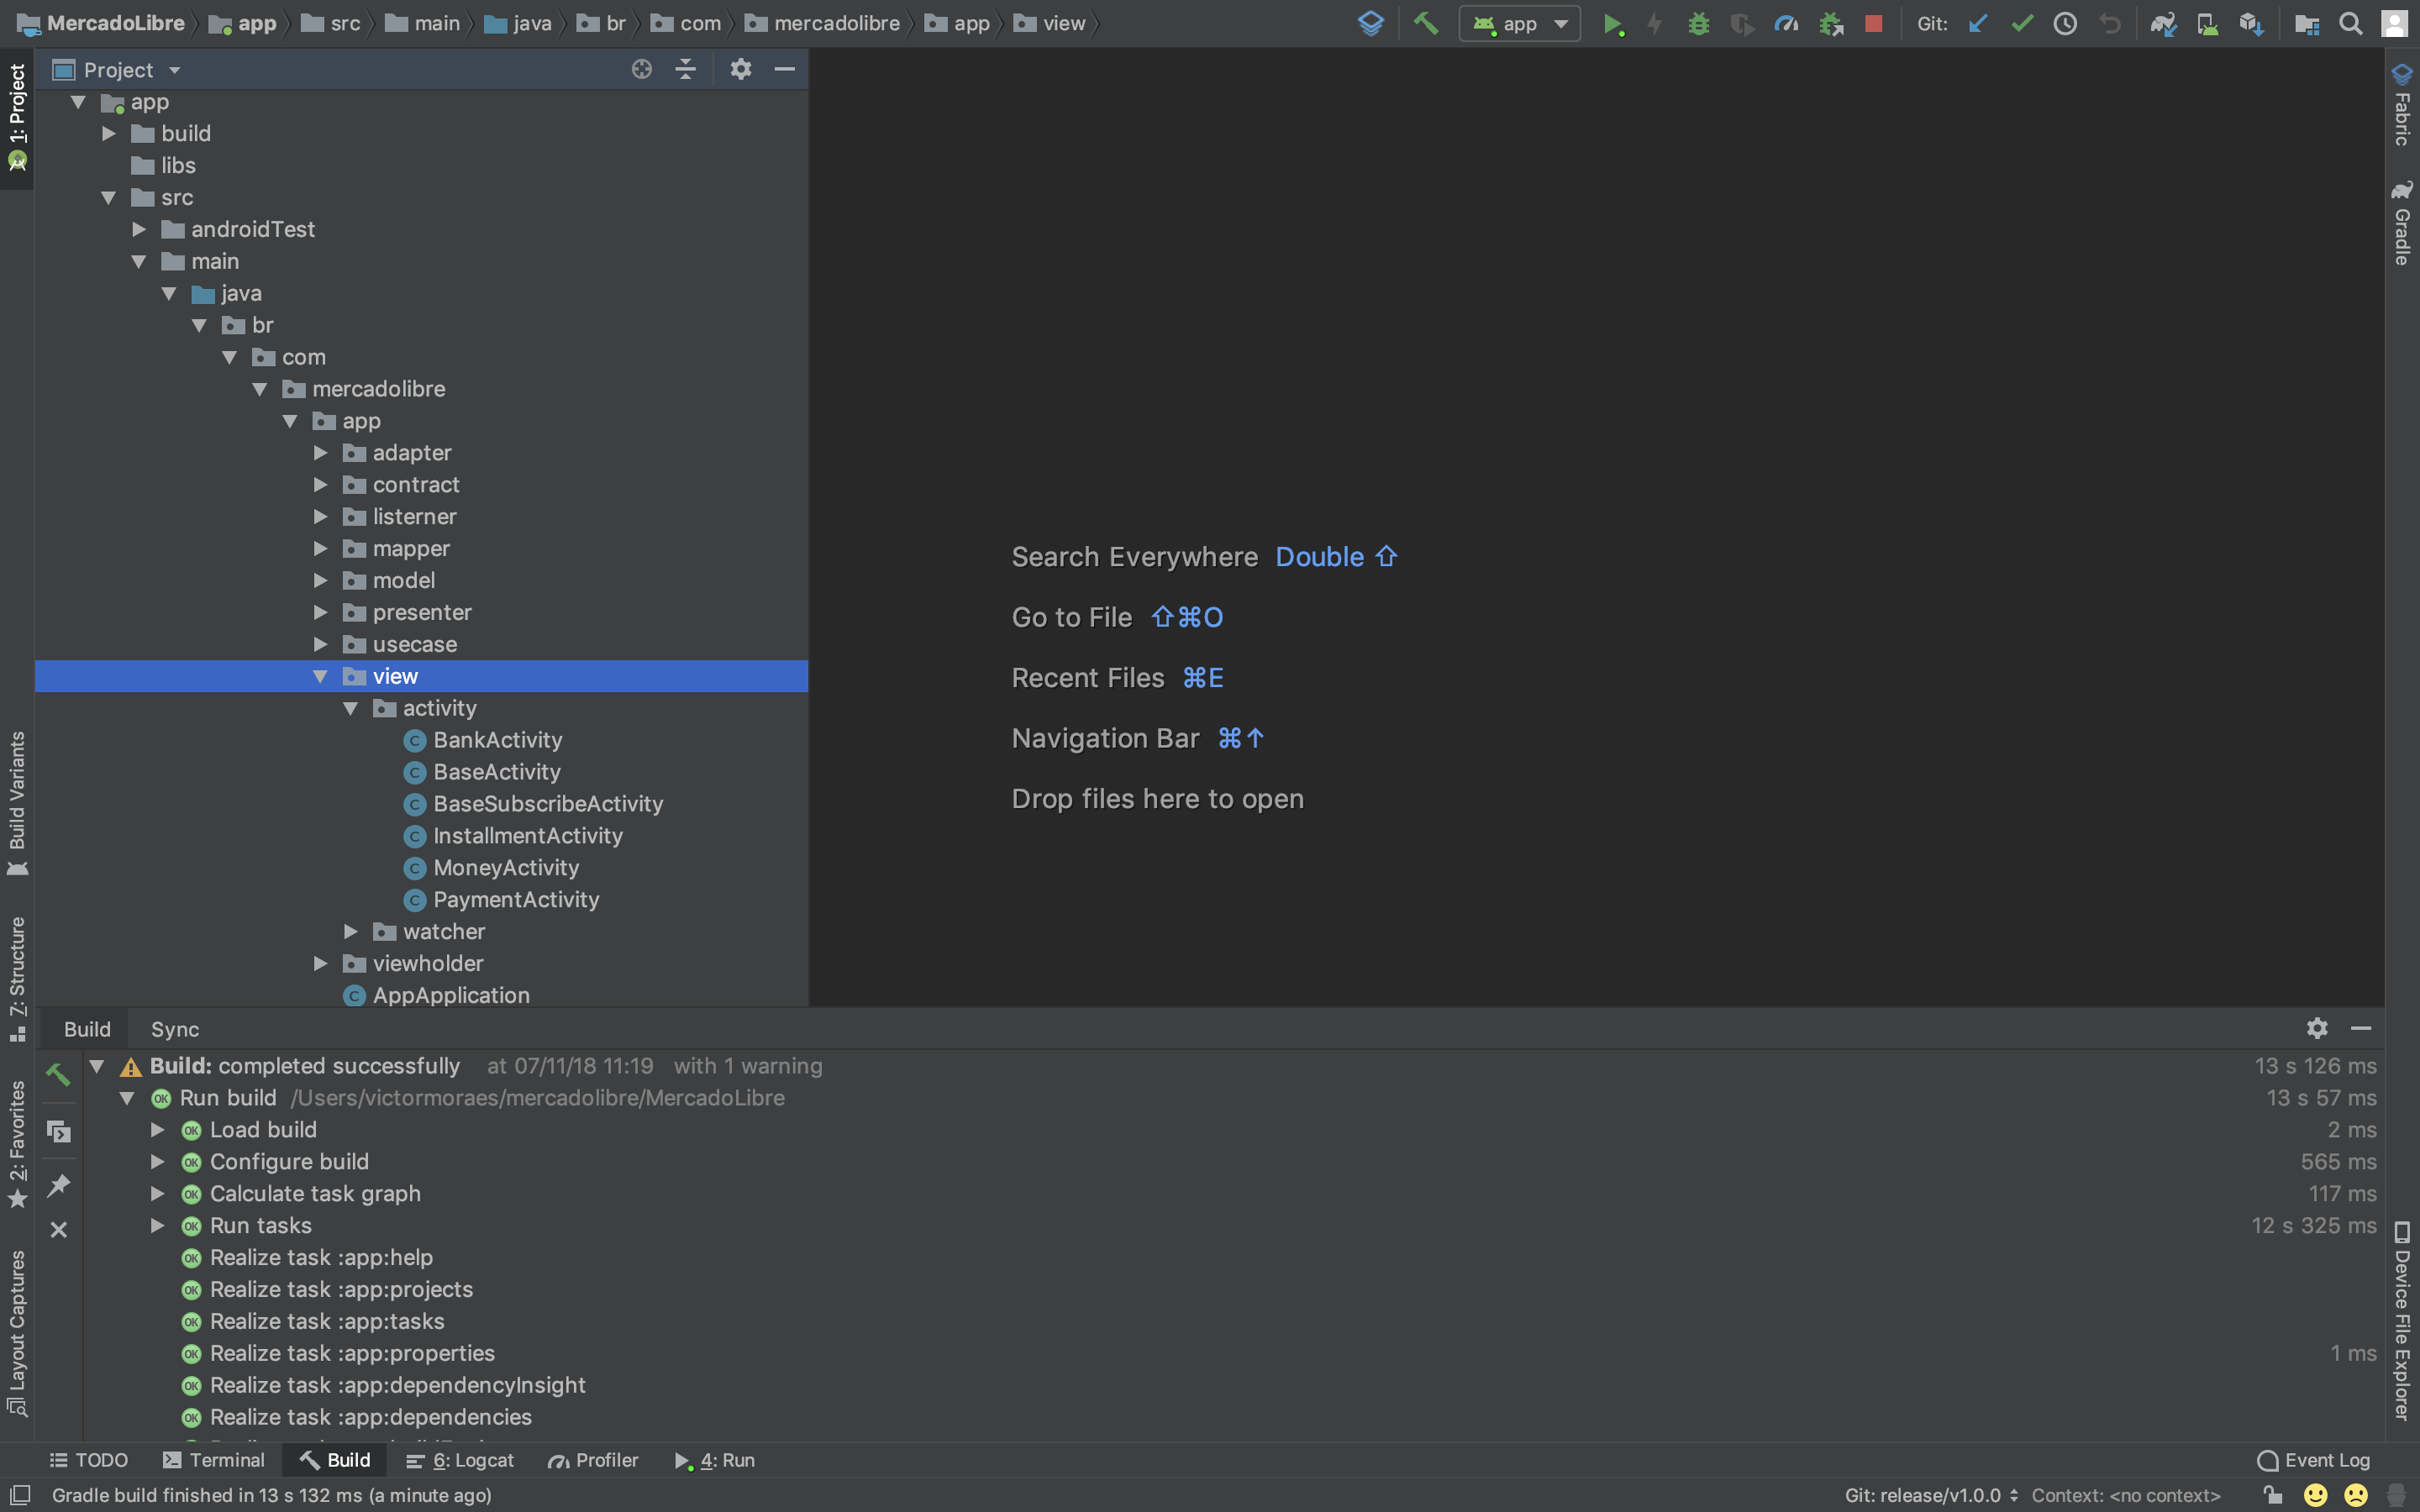 MercadoLibre app src main java br com mercadolibre app view
app
Git:
1: Project
Project
app
build
libs
src
androidTest
main
java
br
com
mercadolibre
app
adapter
contract
listerner
mapper
model
presenter
usecase
view
activity
BankActivity
BaseActivity
BaseSubscribeActivity
InstallmentActivity
MoneyActivity
PaymentActivity
watcher
viewholder
AppApplication
Build Variants
7: Structure
2: Favorites
Layout Captures
Search Everywhere Double ⇧
Go to File ⇧⌘O
Recent Files ⌘E
Navigation Bar ⌘↑
Drop files here to open
Fabric
Gradle
Device File Explorer
Build Sync
Build: completed successfully at 07/11/18 11:19 with 1 warning 13 s 126 ms
Run build /Users/victormoraes/mercadolibre/MercadoLibre 13 s 57 ms
Load build 2 ms
Configure build 565 ms
Calculate task graph 117 ms
Run tasks 12 s 325 ms
Realize task :app:help
Realize task :app:projects
Realize task :app:tasks
Realize task :app:properties 1 ms
Realize task :app:dependencyInsight
Realize task :app:dependencies
TODO Terminal Build 6: Logcat Profiler 4: Run Event Log
Gradle build finished in 13 s 132 ms (a minute ago) Git: release/v1.0.0 Context: <no context>